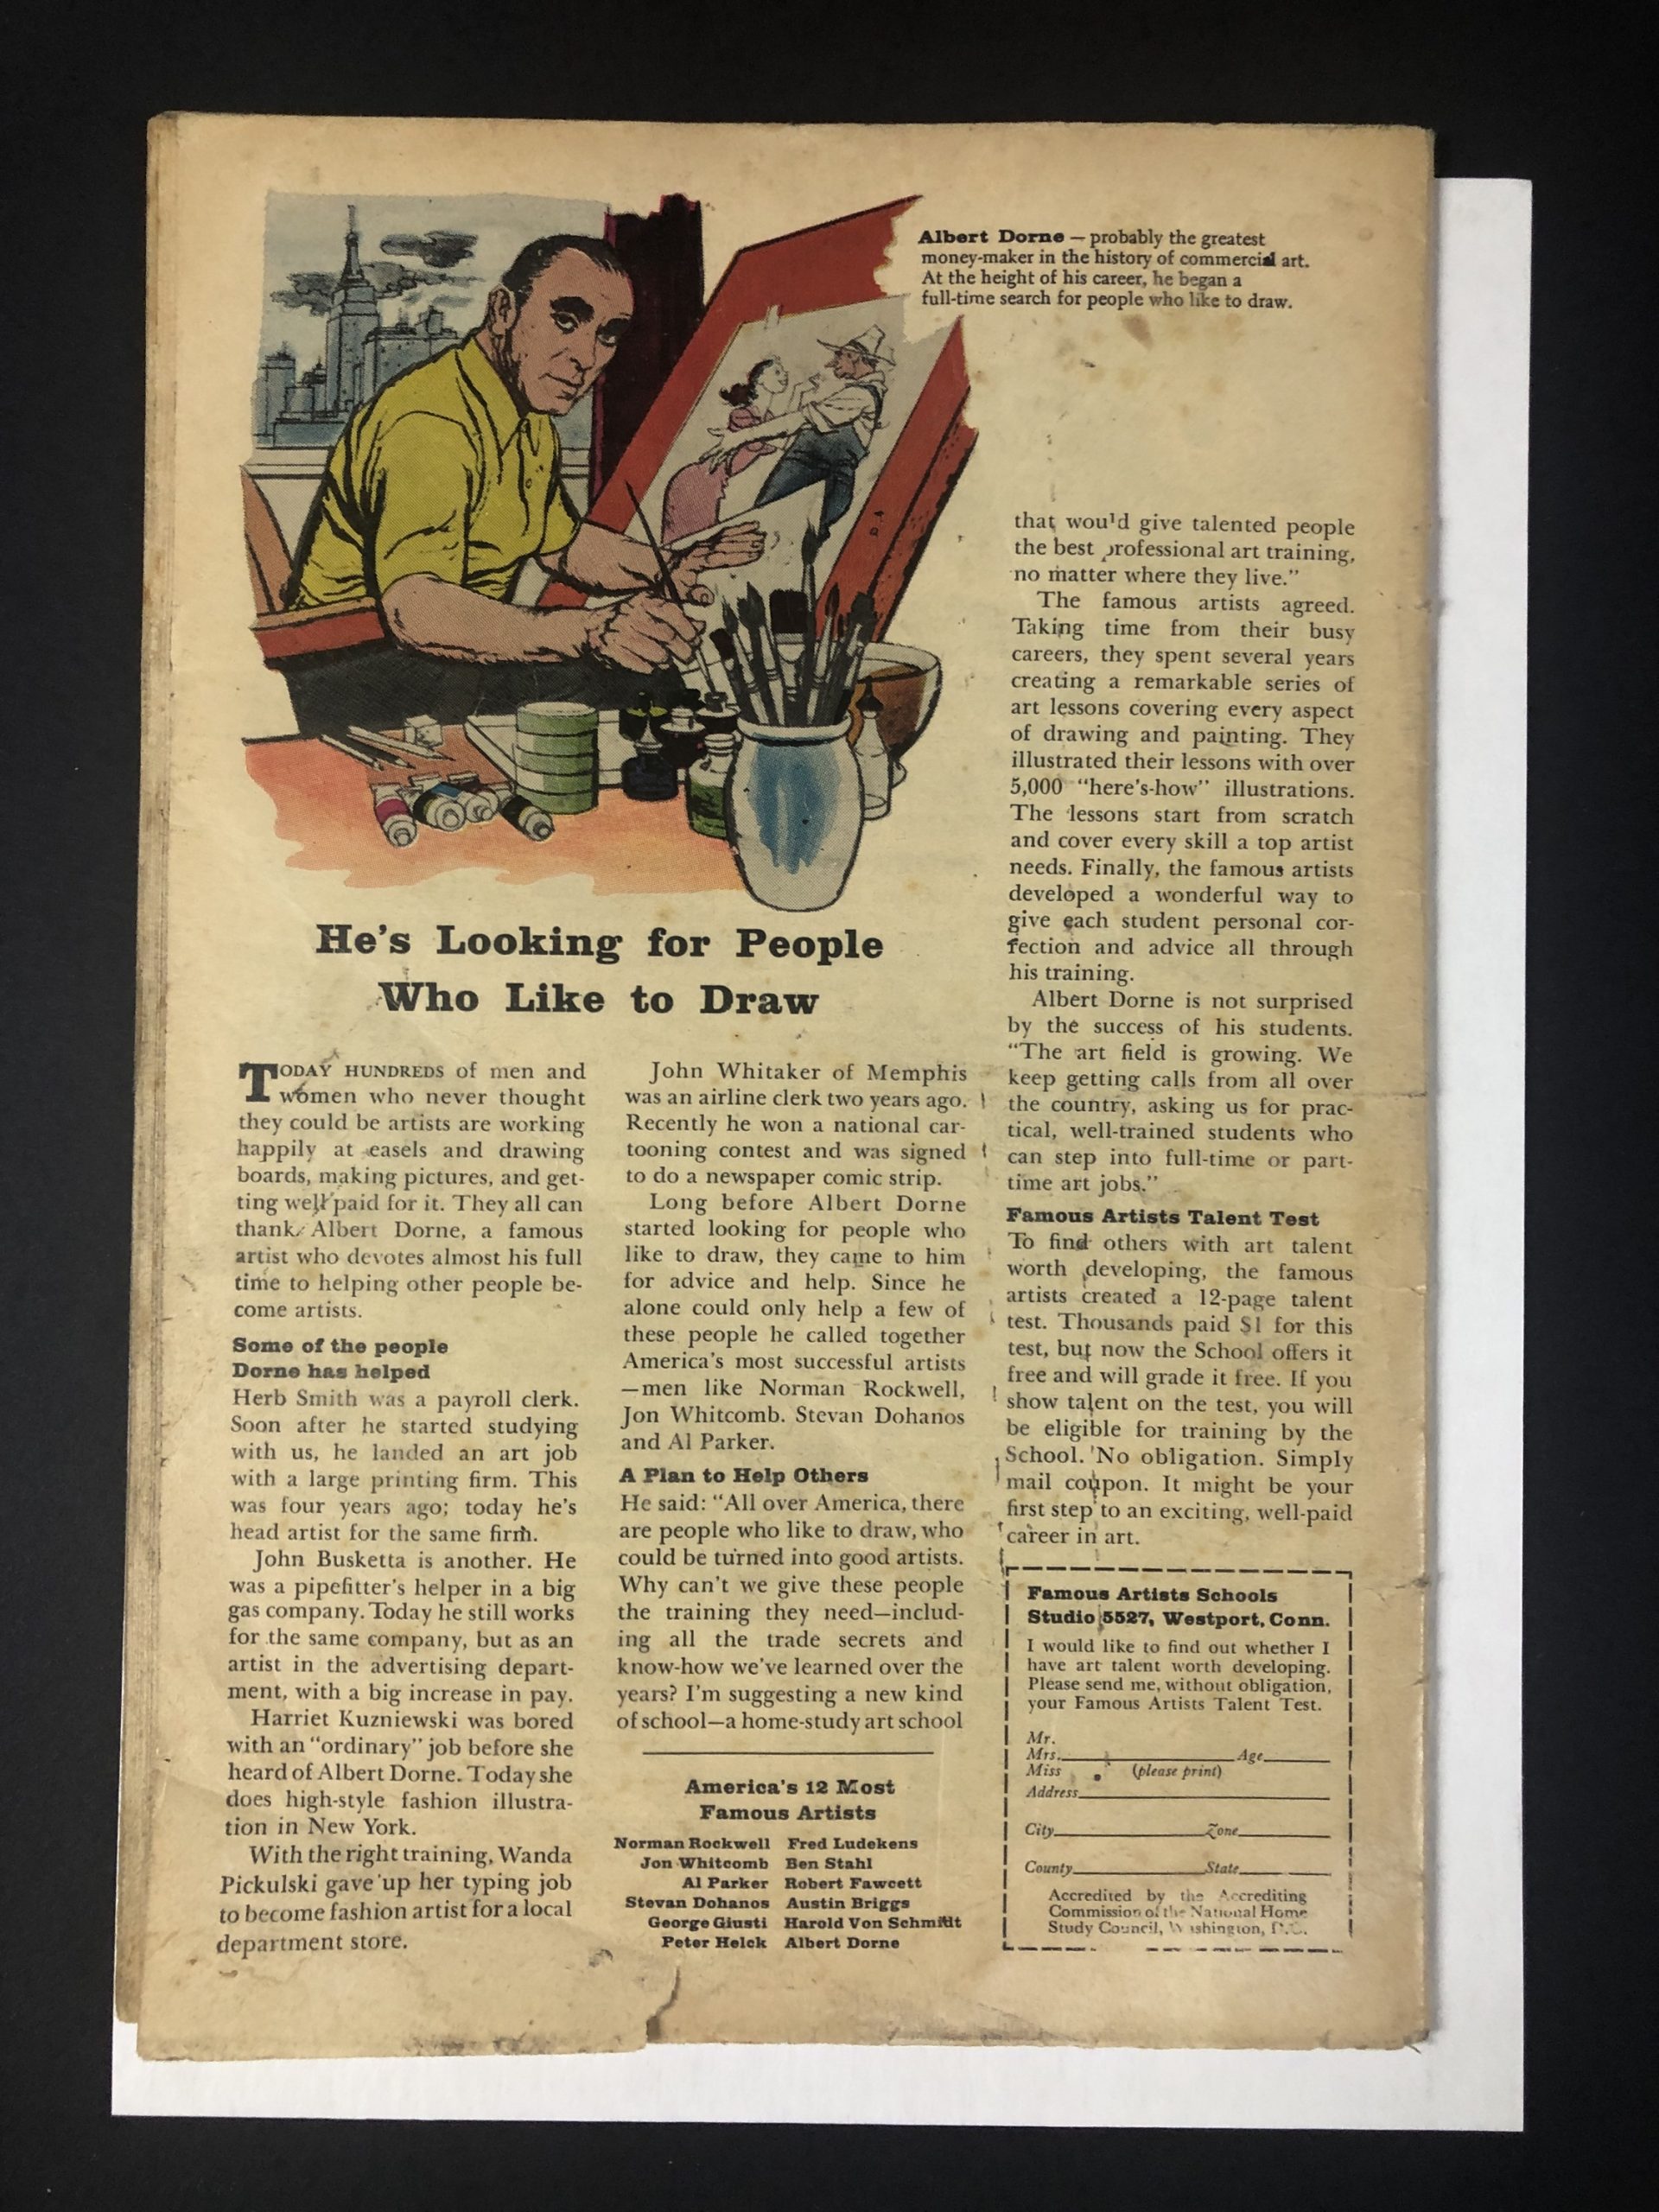 Albert Dorne — probably the greatest
money-maker in the history of commercial art.
At the height of his career, he began a
full-time search for people who like to draw.
He's Looking for People
Who Like to Draw
TODAY HUNDREDS of men and
women who never thought
they could be artists are working
happily at easels and drawing
boards, making pictures, and get-
ting well paid for it. They all can
thank Albert Dorne, a famous
artist who devotes almost his full
time to helping other people be-
come artists.
Some of the people
Dorne has helped
Herb Smith was a payroll clerk.
Soon after he started studying
with us, he landed an art job
with a large printing firm. This
was four years ago; today he's
head artist for the same firm.
John Busketta is another. He
was a pipefitter's helper in a big
gas company. Today he still works
for the same company, but as an
artist in the advertising depart-
ment, with a big increase in pay.
Harriet Kuzniewski was bored
with an "ordinary" job before she
heard of Albert Dorne. Today she
does high-style fashion illustra-
tion in New York.
With the right training, Wanda
Pickulski gave up her typing job
to become fashion artist for a local
department store.
John Whitaker of Memphis
was an airline clerk two years ago.
Recently he won a national car-
tooning contest and was signed
to do a newspaper comic strip.
Long before Albert Dorne
started looking for people who
like to draw, they came to him
for advice and help. Since he
alone could only help a few of
these people he called together
America's most successful artists
—men like Norman Rockwell,
Jon Whitcomb. Stevan Dohanos
and Al Parker.
A Plan to Help Others
He said: "All over America, there
are people who like to draw, who
could be turned into good artists.
Why can't we give these people
the training they need—includ-
ing all the trade secrets and
know-how we've learned over the
years? I'm suggesting a new kind
of school—a home-study art school
America's 12 Most
Famous Artists
Norman Rockwell Fred Ludekens
Jon Whitcomb Ben Stahl
Al Parker Robert Fawcett
Stevan Dohanos Austin Briggs
George Giusti Harold Von Schmidt
Peter Helck Albert Dorne
that would give talented people
the best professional art training,
no matter where they live."
The famous artists agreed.
Taking time from their busy
careers, they spent several years
creating a remarkable series of
art lessons covering every aspect
of drawing and painting. They
illustrated their lessons with over
5,000 "here's-how" illustrations.
The lessons start from scratch
and cover every skill a top artist
needs. Finally, the famous artists
developed a wonderful way to
give each student personal cor-
rection and advice all through
his training.
Albert Dorne is not surprised
by the success of his students.
"The art field is growing. We
keep getting calls from all over
the country, asking us for prac-
tical, well-trained students who
can step into full-time or part-
time art jobs."
Famous Artists Talent Test
To find others with art talent
worth developing, the famous
artists created a 12-page talent
test. Thousands paid $1 for this
test, but now the School offers it
free and will grade it free. If you
show talent on the test, you will
be eligible for training by the
School. No obligation. Simply
mail coupon. It might be your
first step to an exciting, well-paid
career in art.
Famous Artists Schools
Studio 5527, Westport, Conn.
I would like to find out whether I
have art talent worth developing.
Please send me, without obligation,
your Famous Artists Talent Test.
Mr.
Mrs. Age
Miss (please print)
Address
City Zone
County State
Accredited by the Accrediting
Commission of the National Home
Study Council, Washington, D.C.